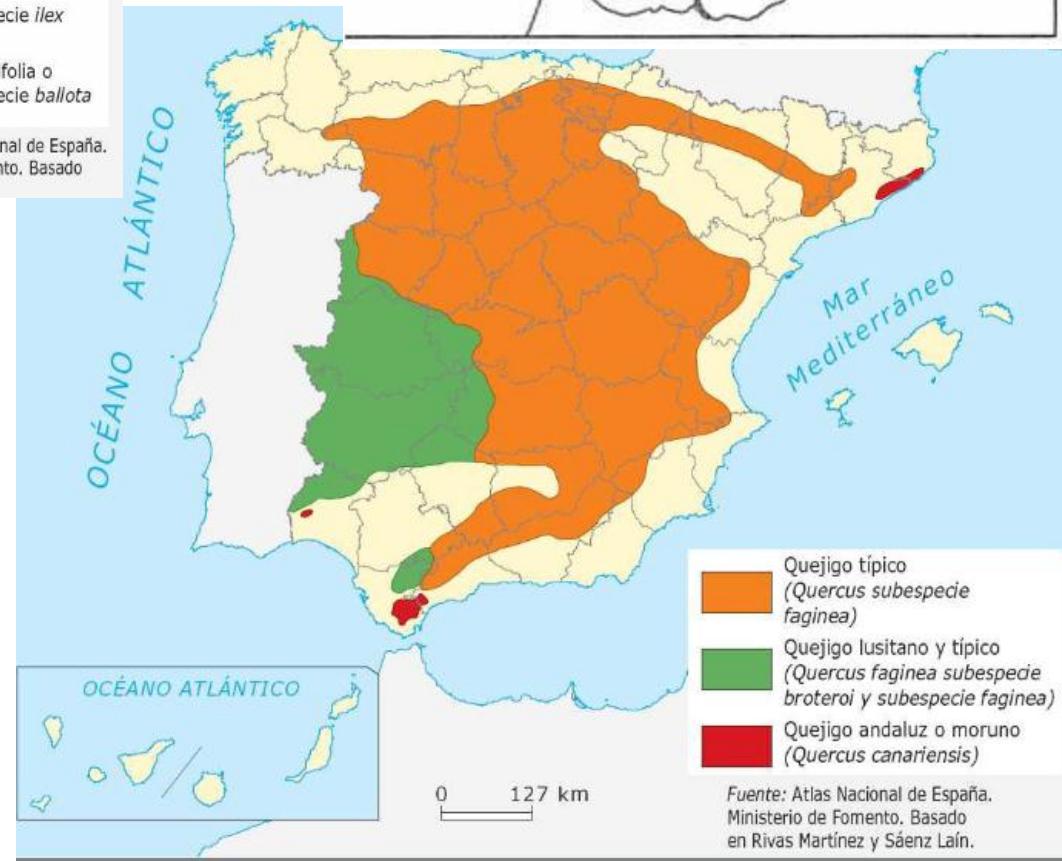 ecie ilex
folia o
ecie ballota
nal de España.
nto. Basado
OCÉANO ATLÁNTICO
Mar
Mediterráneo
OCÉANO ATLÁNTICO
0 127 km
Quejigo típico
(Quercus subespecie
faginea)
Quejigo lusitano y típico
(Quercus faginea subespecie
broteroi y subespecie faginea)
Quejigo andaluz o moruno
(Quercus canariensis)
Fuente: Atlas Nacional de España.
Ministerio de Fomento. Basado
en Rivas Martínez y Sáenz Laín.